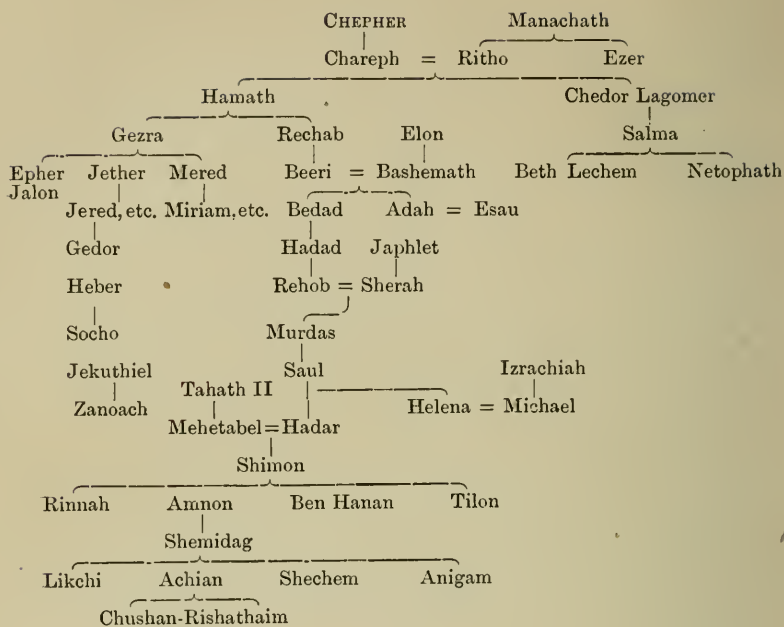 CHEPHER Manachath
Chareph = Ritho Ezer
Hamath Chedor Lagomer
Gezra Rechab Elon Salma
Epher Jether Mered Beeri = Bashemath Beth Lechem Netophath
Jalon
Jered, etc. Miriam, etc. Bedad Adah = Esau
Gedor Hadad Japhlet
Heber Rehob = Sherah
Socho Murdas
Jekuthiel Saul Izrachiah
Tahath II
Zanoach Helena = Michael
Mehetabel=Hadar
Shimon
Rinnah Amnon Ben Hanan Tilon
Shemidag
Likchi Achian Shechem Anigam
Chushan-Rishathaim